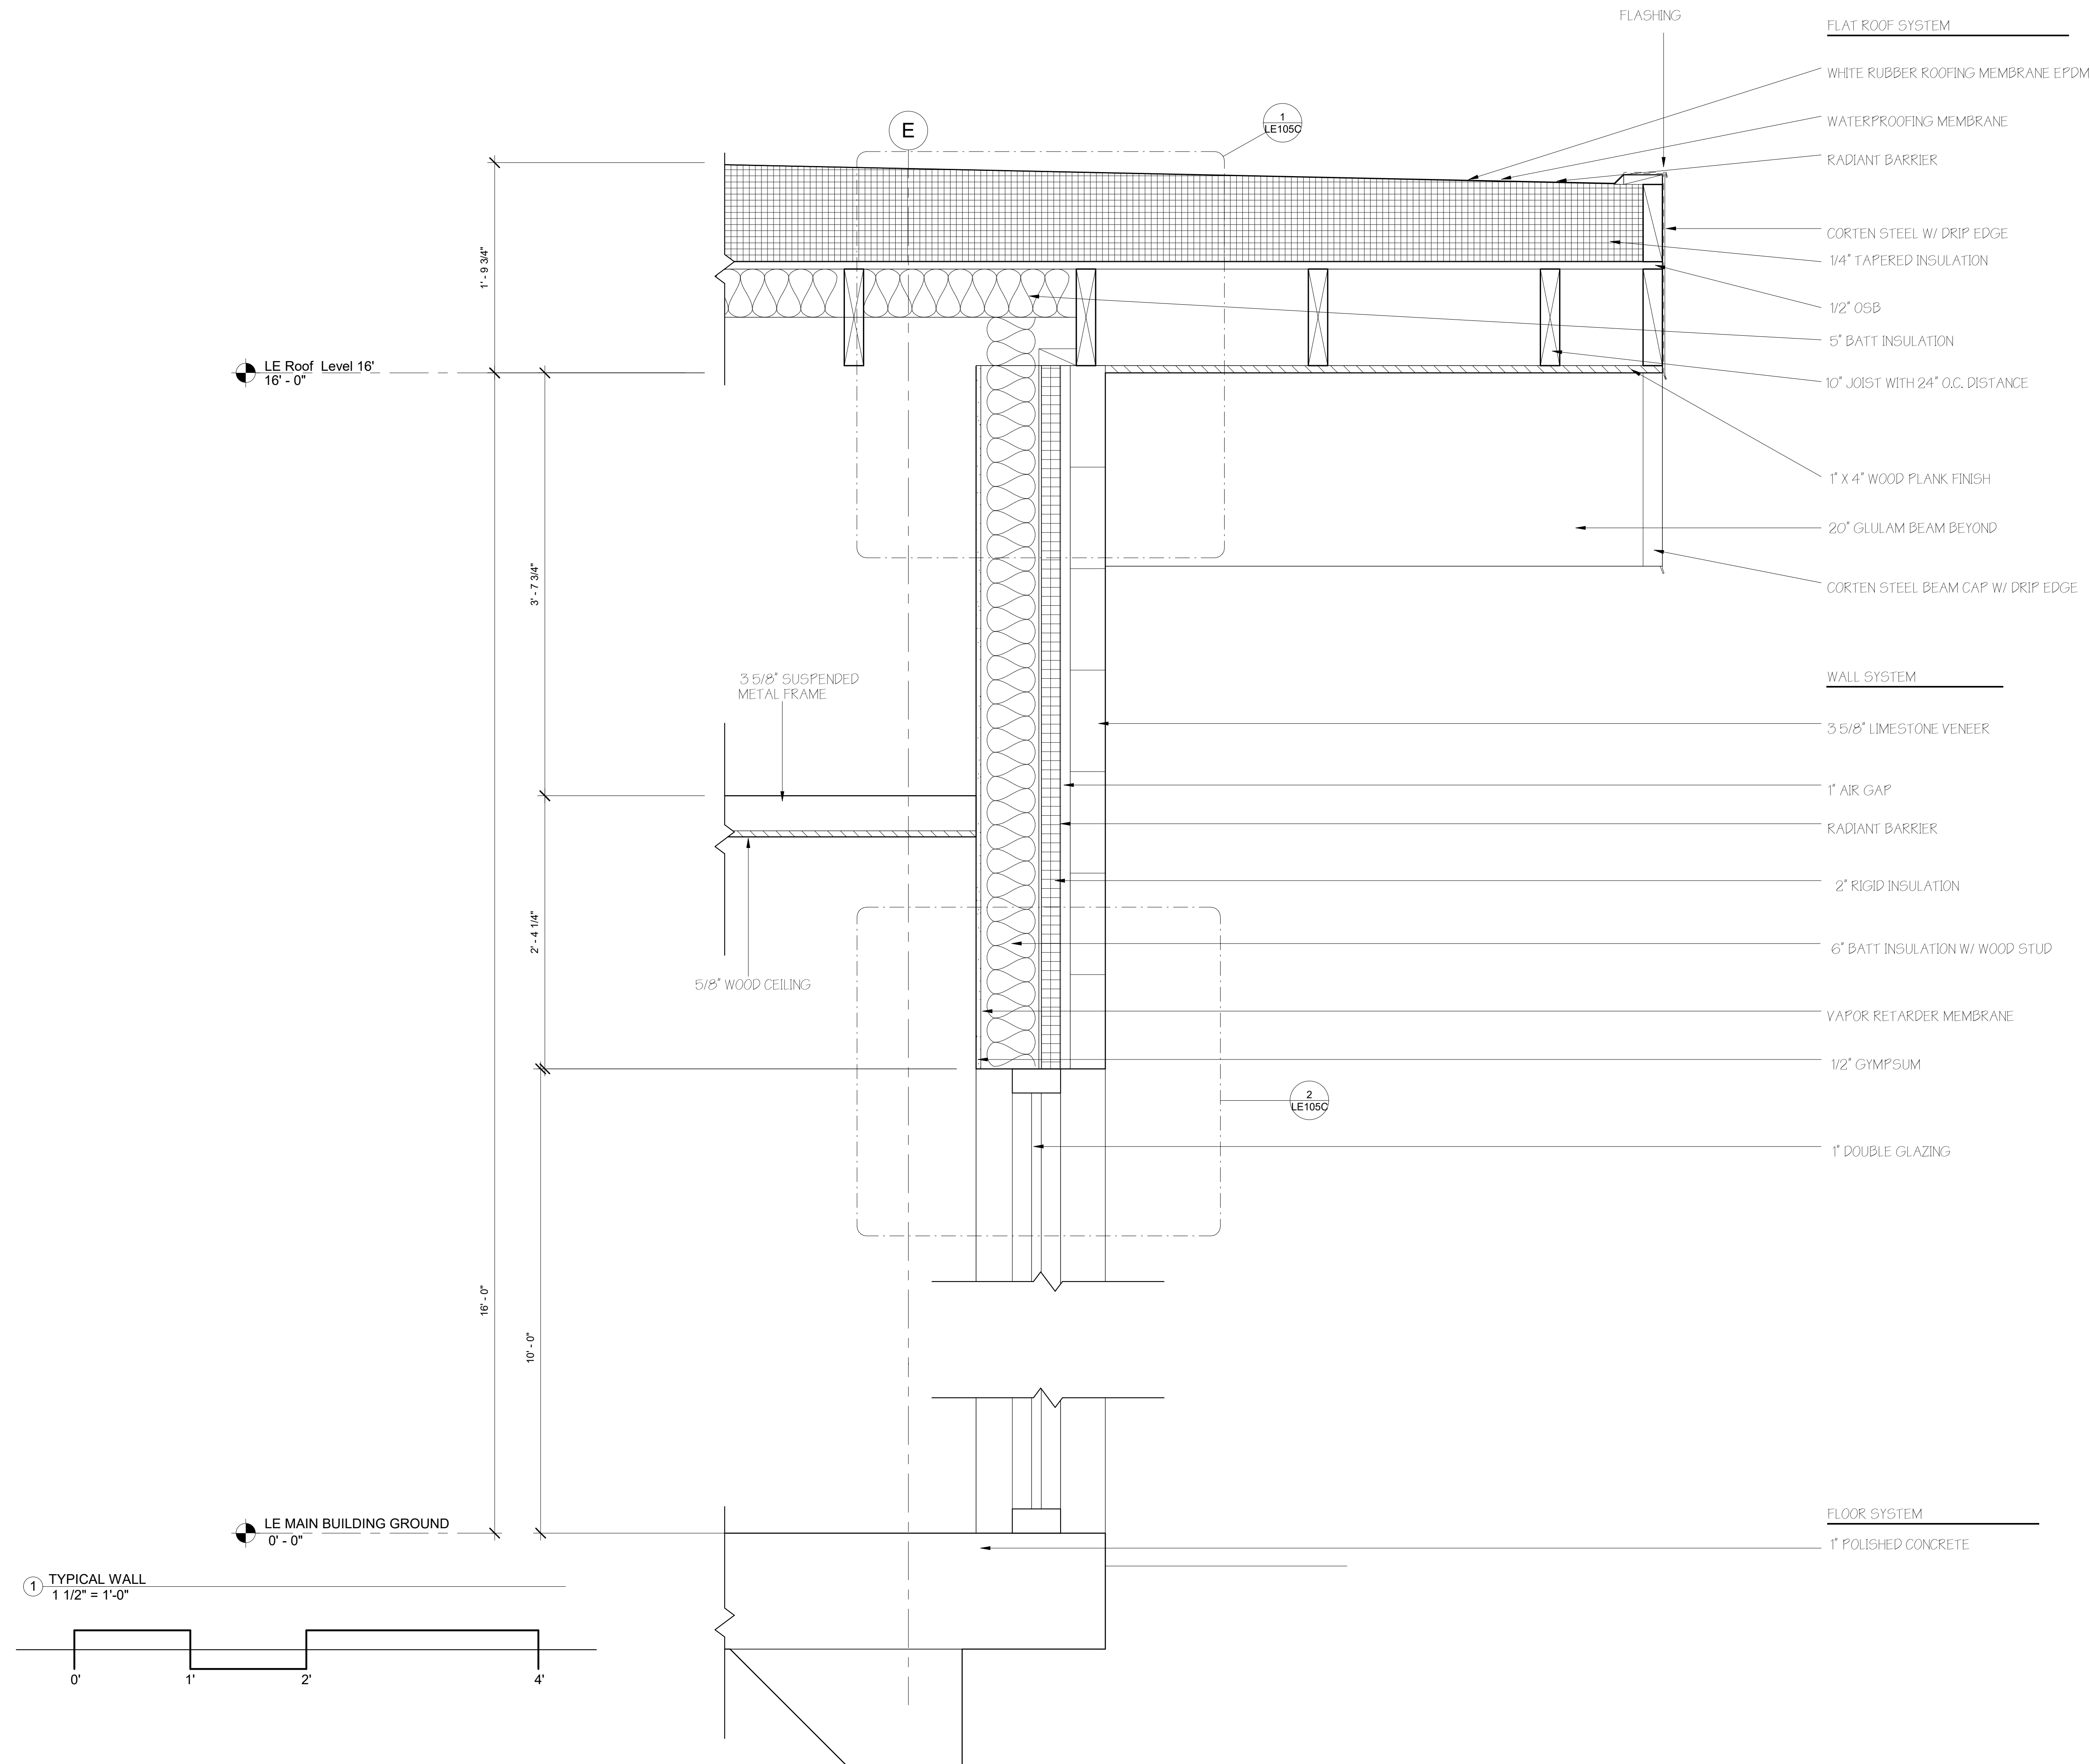 FLASHING
FLAT ROOF SYSTEM
WHITE RUBBER ROOFING MEMBRANE EPDM
WATERPROOFING MEMBRANE
RADIANT BARRIER
CORTEN STEEL W/ DRIP EDGE
1/4" TAPERED INSULATION
1/2" OSB
5" BATT INSULATION
10" JOIST WITH 24" O.C. DISTANCE
1" X 4" WOOD PLANK FINISH
20" GLULAM BEAM BEYOND
CORTEN STEEL BEAM CAP W/ DRIP EDGE
E
1
LE105C
1' - 9 3/4"
LE Roof Level 16'
16' - 0"
3' - 7 3/4"
3 5/8" SUSPENDED
METAL FRAME
WALL SYSTEM
3 5/8" LIMESTONE VENEER
1" AIR GAP
RADIANT BARRIER
2" RIGID INSULATION
6" BATT INSULATION W/ WOOD STUD
VAPOR RETARDER MEMBRANE
1/2" GYMPSUM
1" DOUBLE GLAZING
2' - 4 1/4"
5/8" WOOD CEILING
2
LE105C
16' - 0"
10' - 0"
LE MAIN BUILDING GROUND
0' - 0"
FLOOR SYSTEM
1" POLISHED CONCRETE
1 TYPICAL WALL
1 1/2" = 1'-0"
0' 1' 2' 4'